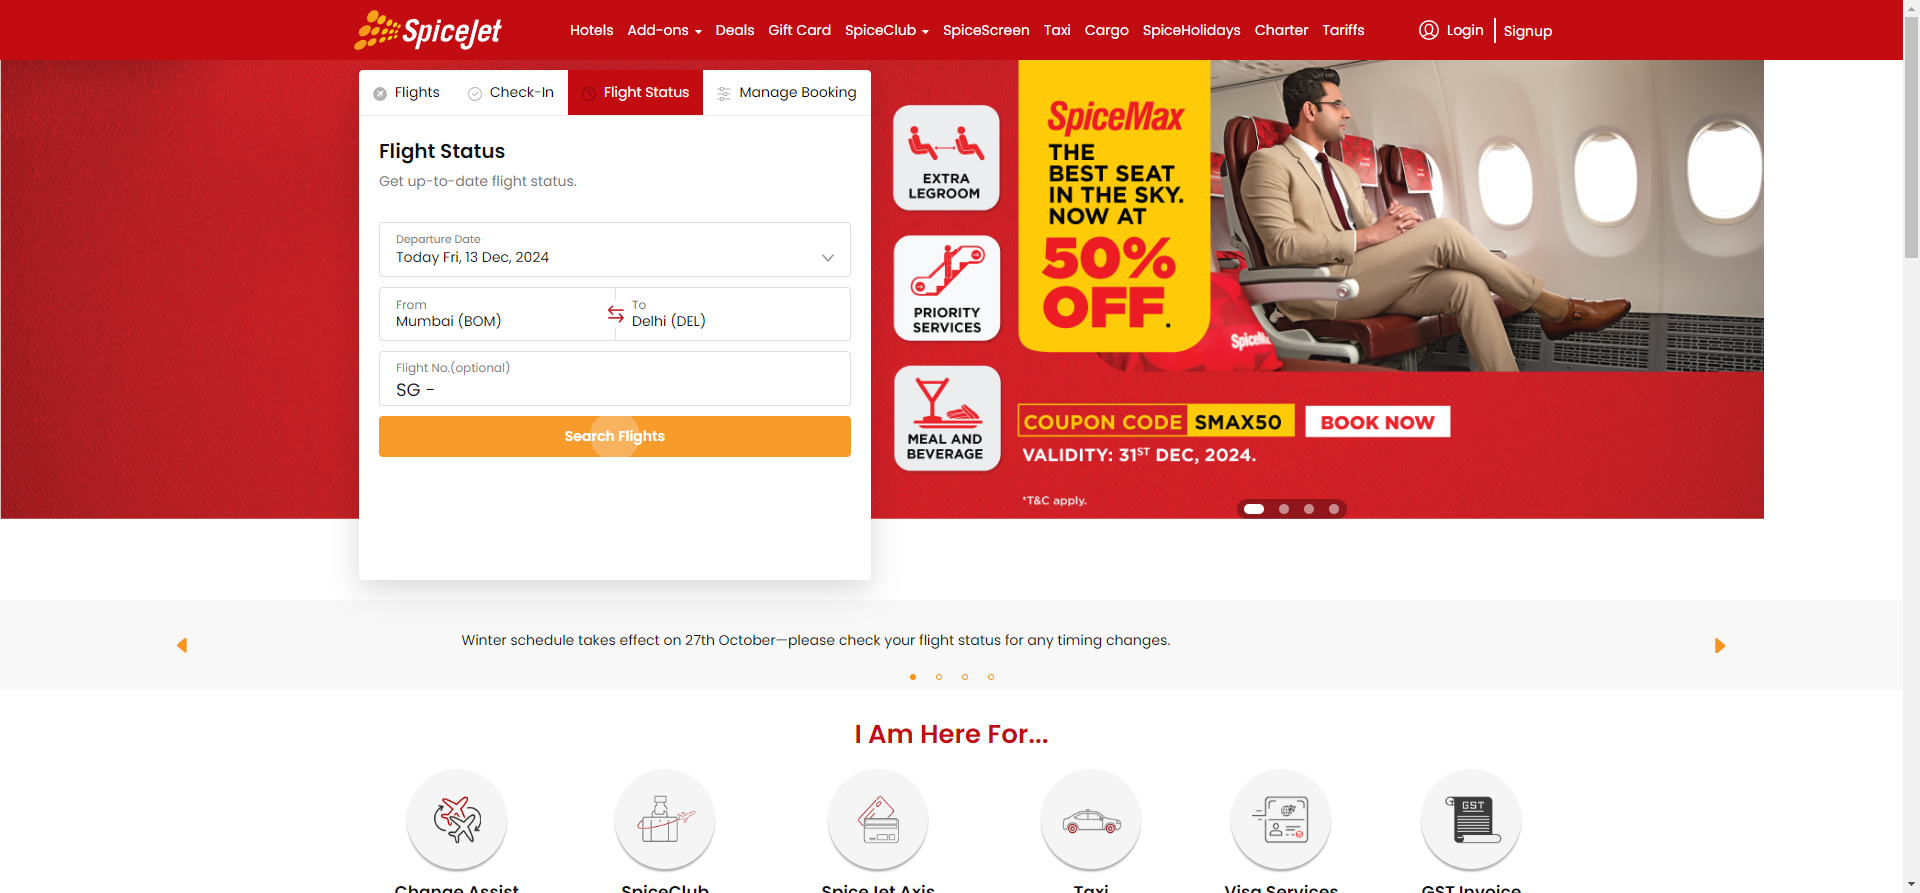 SpiceJet
Hotels Add-ons Deals Gift Card SpiceClub SpiceScreen Taxi Cargo SpiceHolidays Charter Tariffs Login Signup
Flights Check-In Flight Status Manage Booking
Flight Status
Get up-to-date flight status.
Departure Date
Today Fri, 13 Dec, 2024
From
Mumbai (BOM)
To
Delhi (DEL)
Flight No.(optional)
SG -
Search Flights
EXTRA
LEGROOM
PRIORITY
SERVICES
MEAL AND
BEVERAGE
SpiceMax
THE
BEST SEAT
IN THE SKY.
NOW AT
50%
OFF.
COUPON CODE SMAX50 BOOK NOW
VALIDITY: 31ST DEC, 2024.
*T&C apply.
Winter schedule takes effect on 27th October—please check your flight status for any timing changes.
I Am Here For...
GST
Change Assist SpiceClub SpiceJet Axis Taxi Visa Services GST Invoice